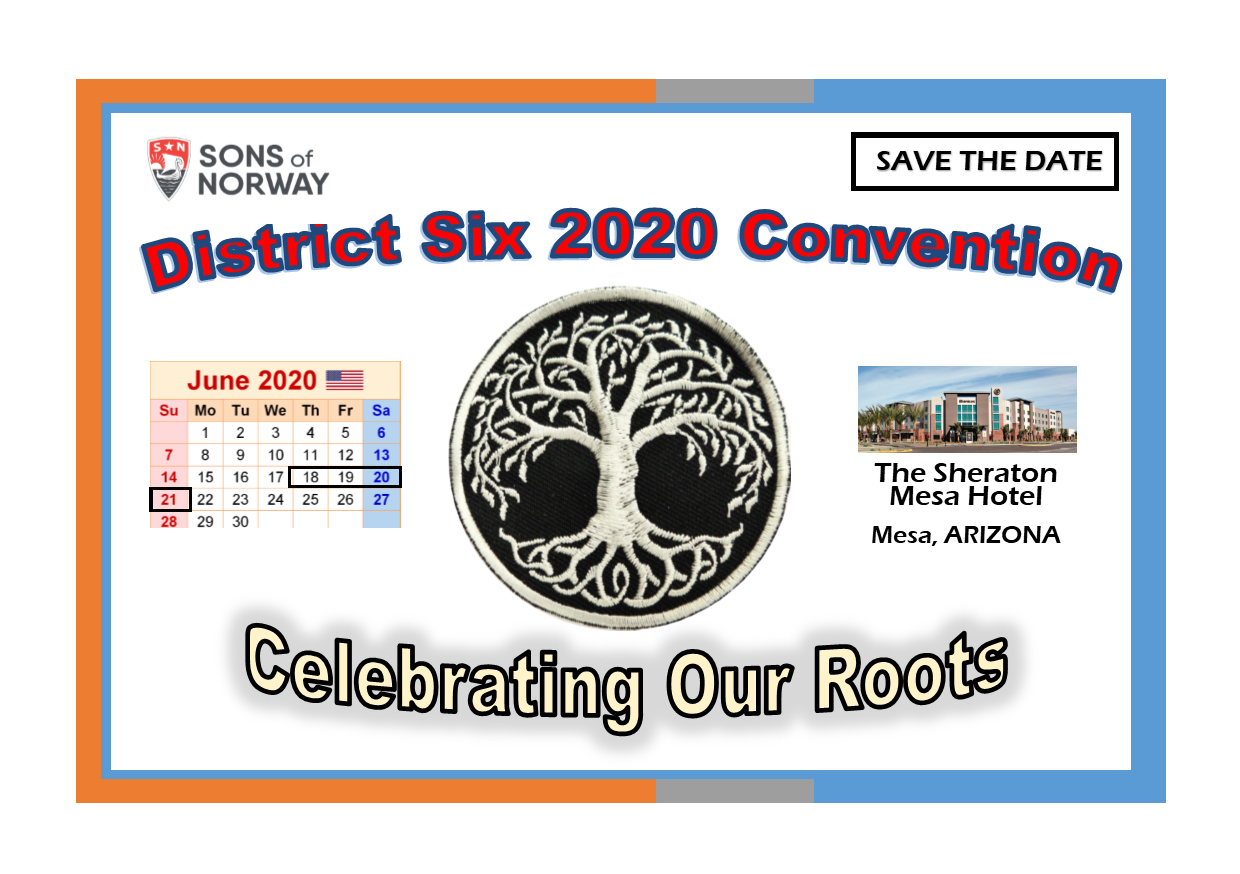 S★N
SONS of
NORWAY
SAVE THE DATE
District Six 2020 Convention
June 2020
Su Mo Tu We Th Fr Sa
1 2 3 4 5 6
7 8 9 10 11 12 13
14 15 16 17 18 19 20
21 22 23 24 25 26 27
28 29 30
The Sheraton
Mesa Hotel
Mesa, ARIZONA
Celebrating Our Roots